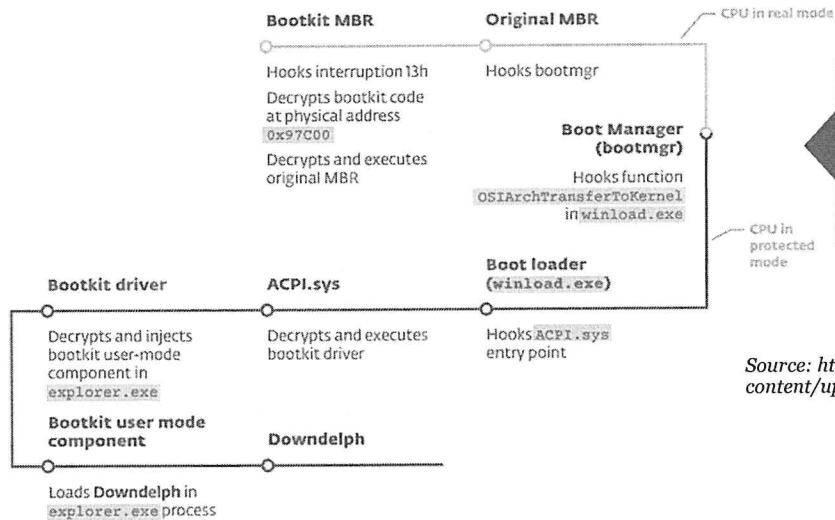 Bootkit MBR
Original MBR
CPU in real mode
Hooks interruption 13h
Decrypts bootkit code
at physical address
0x97C00
Decrypts and executes
original MBR
Hooks bootmgr
Boot Manager
(bootmgr)
Hooks function
OSIArchTransferToKernel
in winload.exe
CPU in
protected
mode
Bootkit driver
ACPI.sys
Boot loader
(winload.exe)
Decrypts and injects
bootkit user-mode
component in
explorer.exe
Decrypts and executes
bootkit driver
Hooks ACPI.sys
entry point
Source: ht
content/up
Bootkit user mode
component
Downdelph
Loads Downdelph in
explorer.exe process